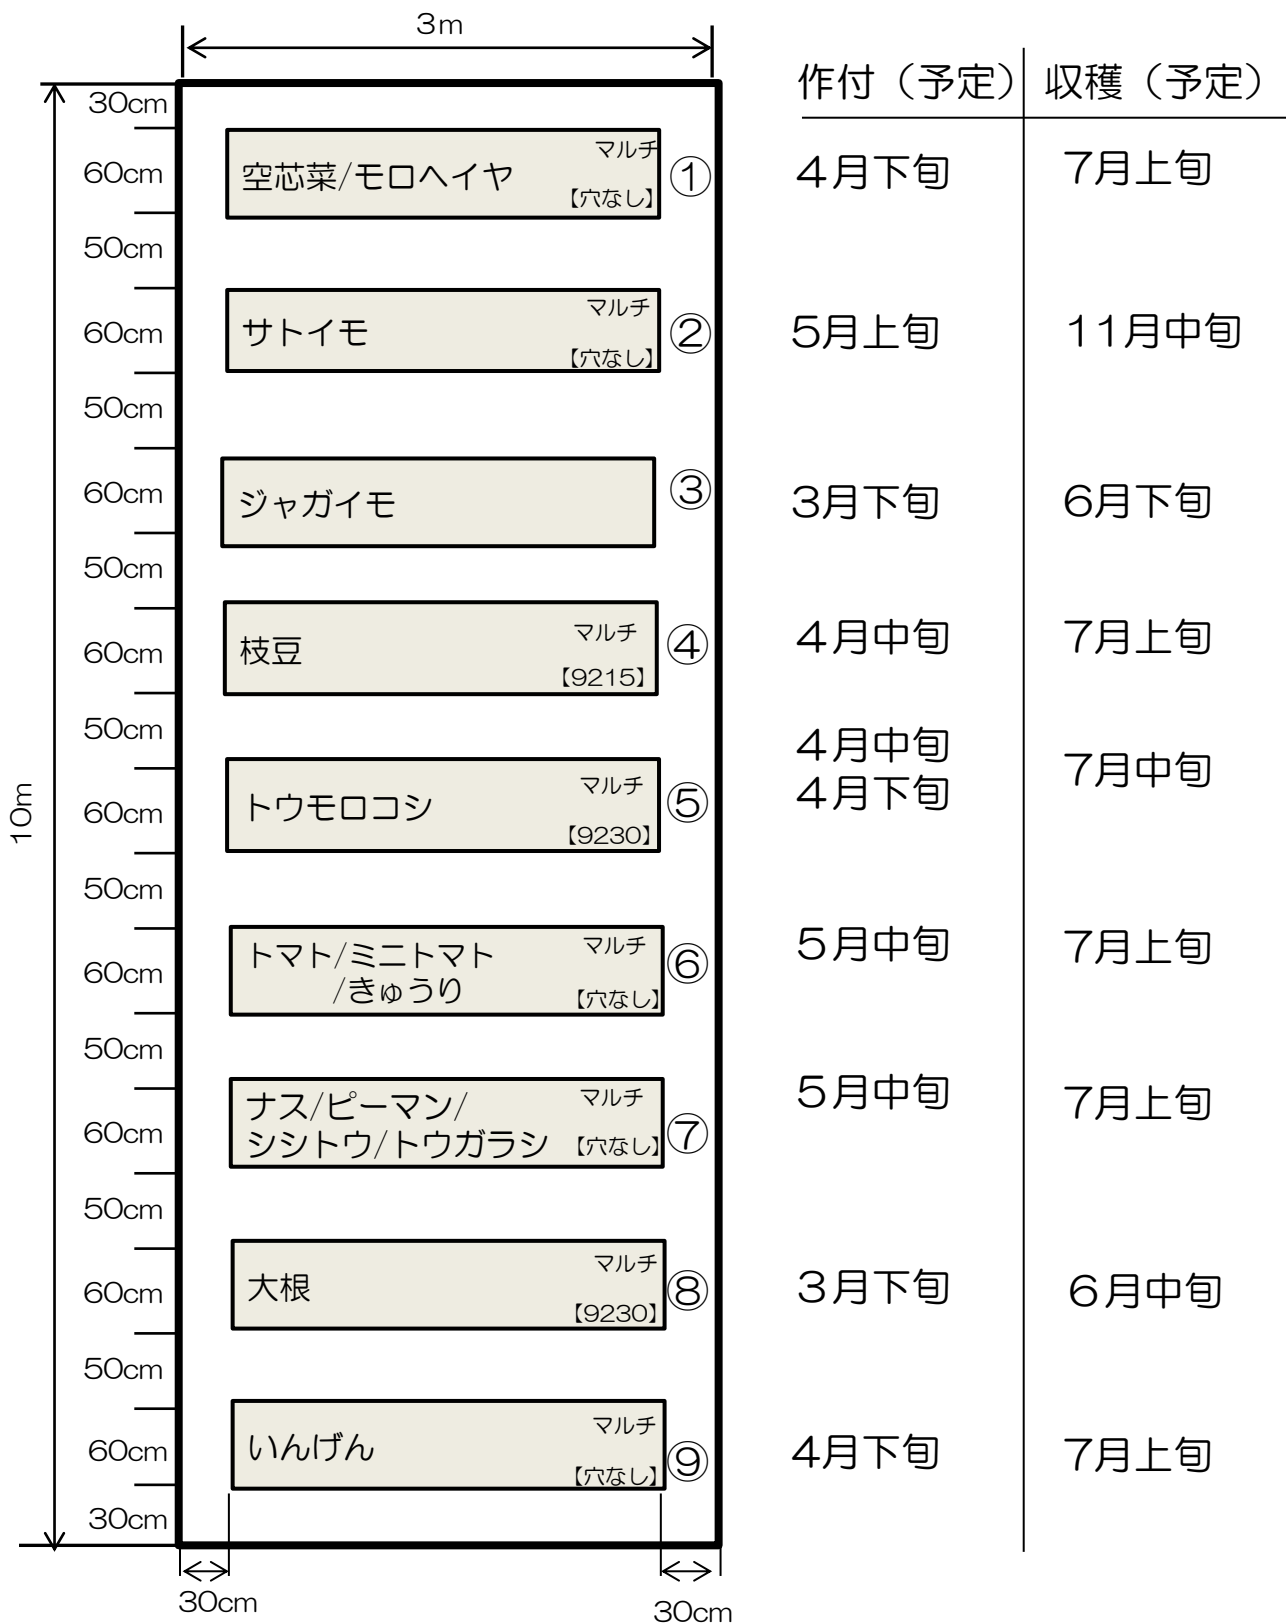 3m
作付（予定） 収穫（予定）
30cm
60cm 空芯菜/モロヘイヤ マルチ 【穴なし】 ① 4月下旬 7月上旬
50cm
60cm サトイモ マルチ 【穴なし】 ② 5月上旬 11月中旬
50cm
60cm ジャガイモ ③ 3月下旬 6月下旬
50cm
60cm 枝豆 マルチ 【9215】 ④ 4月中旬 7月上旬
50cm
10m
60cm トウモロコシ マルチ 【9230】 ⑤ 4月中旬 7月中旬
4月下旬
50cm
60cm トマト/ミニトマト マルチ ⑥ 5月中旬 7月上旬
/きゅうり 【穴なし】
50cm
60cm ナス/ピーマン/ マルチ ⑦ 5月中旬 7月上旬
シシトウ/トウガラシ 【穴なし】
50cm
60cm 大根 マルチ 【9230】 ⑧ 3月下旬 6月中旬
50cm
60cm いんげん マルチ 【穴なし】 ⑨ 4月下旬 7月上旬
30cm
30cm 30cm